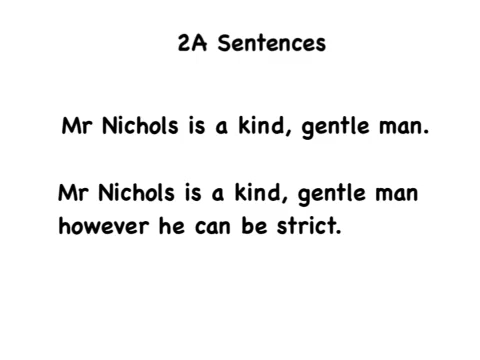 2A Sentences
Mr Nichols is a kind, gentle man.
Mr Nichols is a kind, gentle man
however he can be strict.